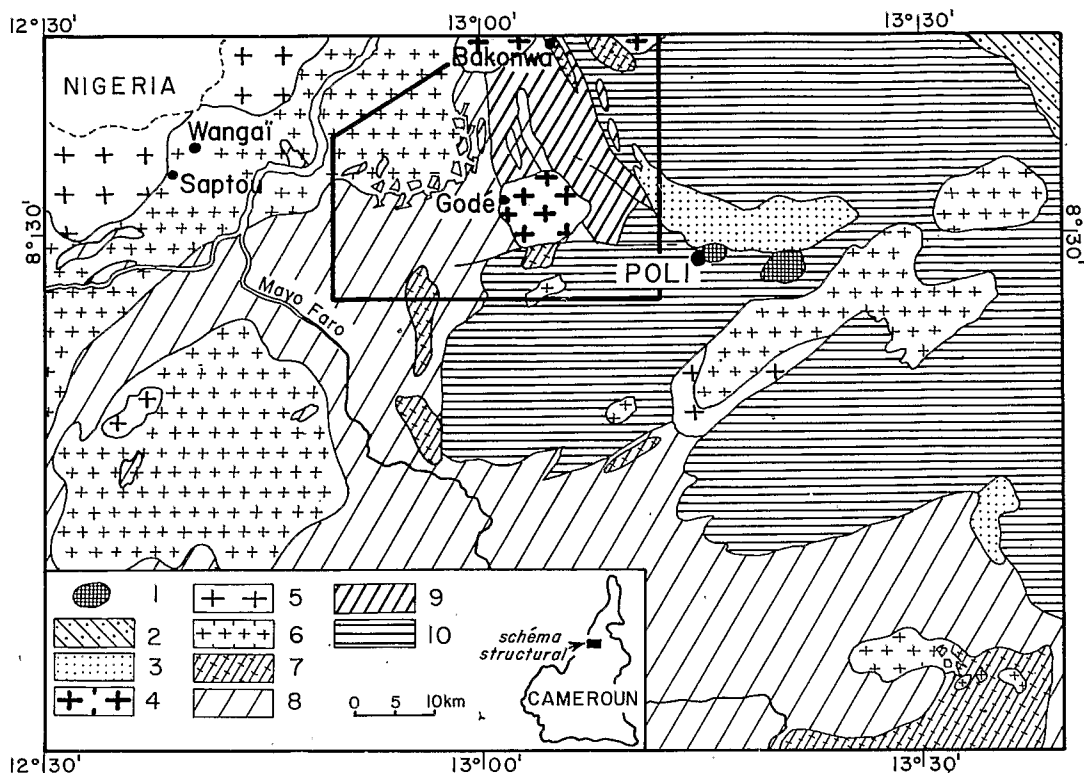 12°30' 13°00' 13°30'
NIGERIA
Bakonwa
Wangaï
Saptou
Godé
8°30' 8°30'
POLI
Mayo Faro
1 5 9
2 6 10
3 7
4 8
0 5 10km
schéma
structural
CAMEROUN
12°30' 13°00' 13°30'